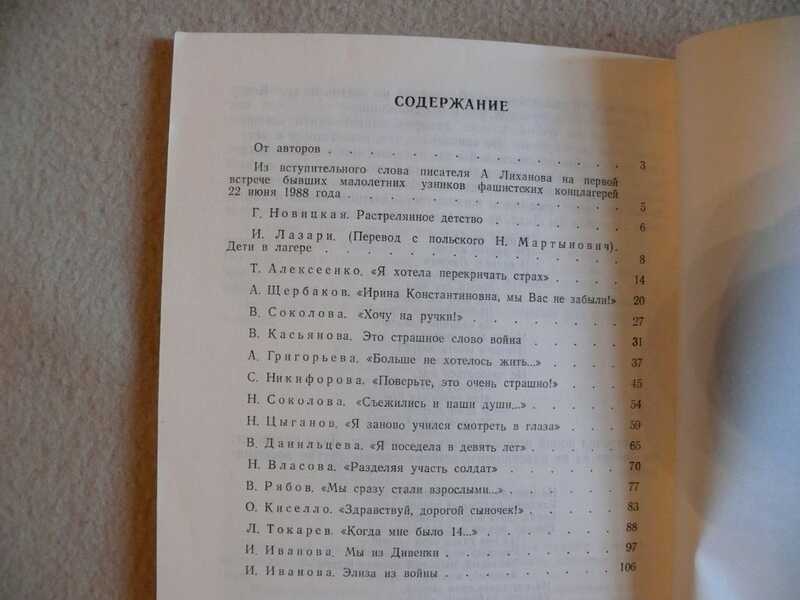 СОДЕРЖАНИЕ
От авторов . . . . . . . . . . . . . . . 3
Из вступительного слова писателя А Лиханова на первой
встрече бывших малолетних узников фашистских концлагерей
22 июня 1988 года . . . . . . . . . . . . . 5
Г. Новицкая. Растрелянное детство . . . . . . . 6
И. Лазари. (Перевод с польского Н. Мартынович).
Дети в лагере . . . . . . . . . . . . . . 8
Т. Алексеенко. «Я хотела перекричать страх» . . . . 14
А. Щербаков. «Ирина Константиновна, мы Вас не забыли!» 20
В. Соколова. «Хочу на ручки!» . . . . . . . . 27
В. Касьянова. Это страшное слово война . . . . . 31
А. Григорьева. «Больше не хотелось жить...» . . . . 37
С. Никифорова. «Поверьте, это очень страшно!» . . . 45
Н. Соколова. «Съежились и наши души...» . . . . . 54
Н. Цыганов. «Я заново учился смотреть в глаза» . . . 59
В. Данильцева. «Я поседела в девять лет» . . . . . 65
Н. Власова. «Разделяя участь солдат» . . . . . . 70
В. Рябов. «Мы сразу стали взрослыми...» . . . . . . 77
О. Киселло. «Здравствуй, дорогой сыночек!» . . . . . 83
Л. Токарев. «Когда мне было 14...» . . . . . . . 88
И. Иванова. Мы из Дивенки . . . . . . . . . 97
И. Иванова. Элиза из войны . . . . . . . . . 106